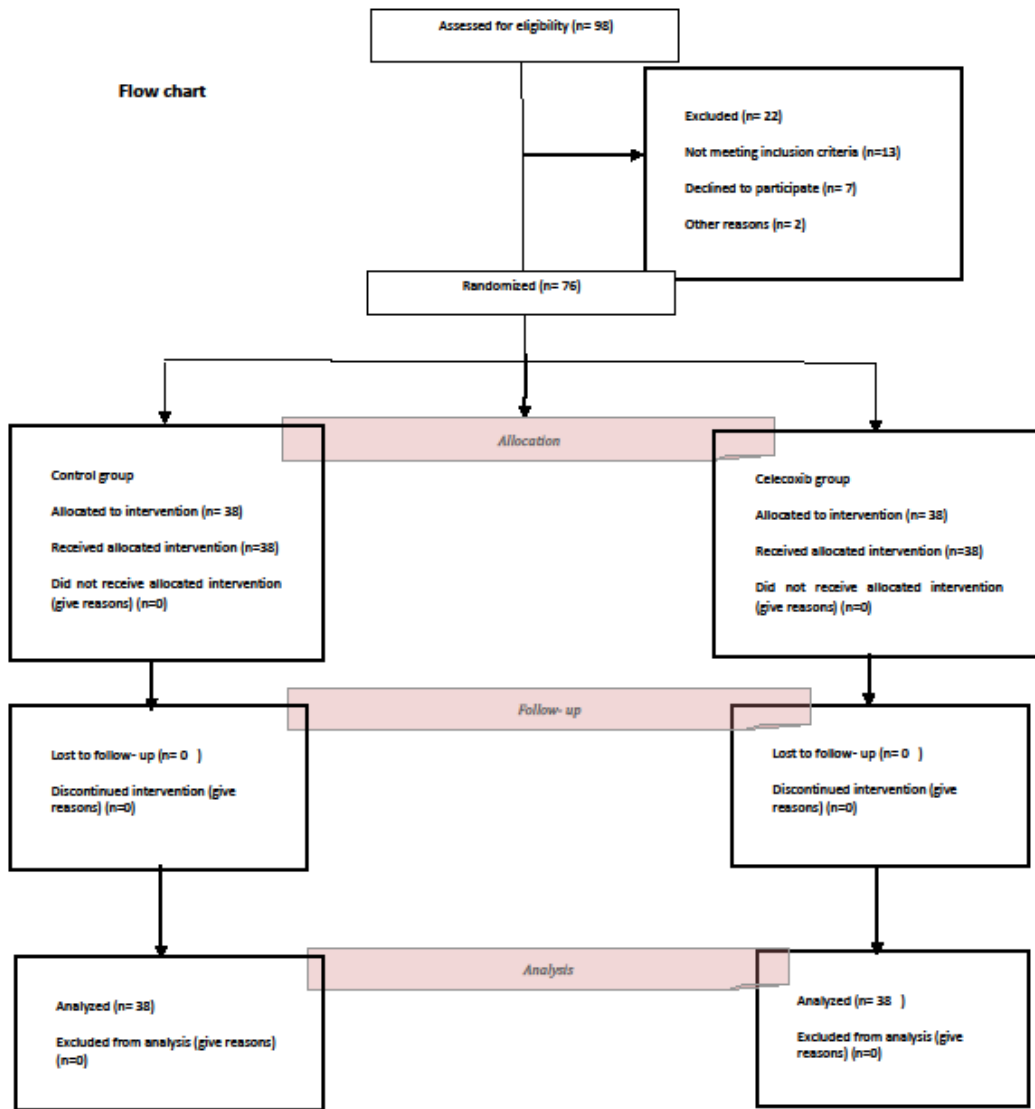 Assessed for eligibility (n= 98)
Flow chart
Excluded (n= 22)
Not meeting inclusion criteria (n=13)
Declined to participate (n= 7)
Other reasons (n= 2)
Randomized (n= 76)
Allocation
Control group
Allocated to intervention (n= 38)
Received allocated intervention (n=38)
Did not receive allocated intervention
(give reasons) (n=0)
Celecoxib group
Allocated to intervention (n= 38)
Received allocated intervention (n=38)
Did not receive allocated intervention
(give reasons) (n=0)
Follow- up
Lost to follow- up (n= 0 )
Discontinued intervention (give
reasons) (n=0)
Lost to follow- up (n= 0 )
Discontinued intervention (give
reasons) (n=0)
Analysis
Analyzed (n= 38)
Excluded from analysis (give reasons)
(n=0)
Analyzed (n= 38 )
Excluded from analysis (give
reasons) (n=0)